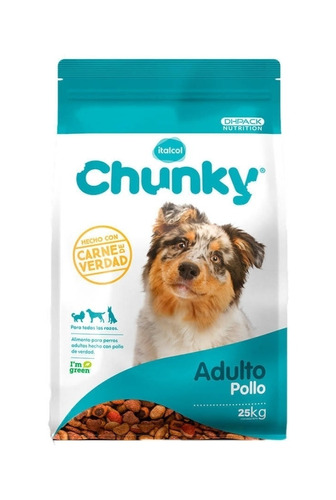 DHPACK
NUTRITION
italcol
Chunky®
HECHO CON
CARNE DE
VERDAD
Para todas las razas.
Alimento para perros
adultos hecho con pollo
de verdad.
I'm
green
Adulto
Pollo
25kg